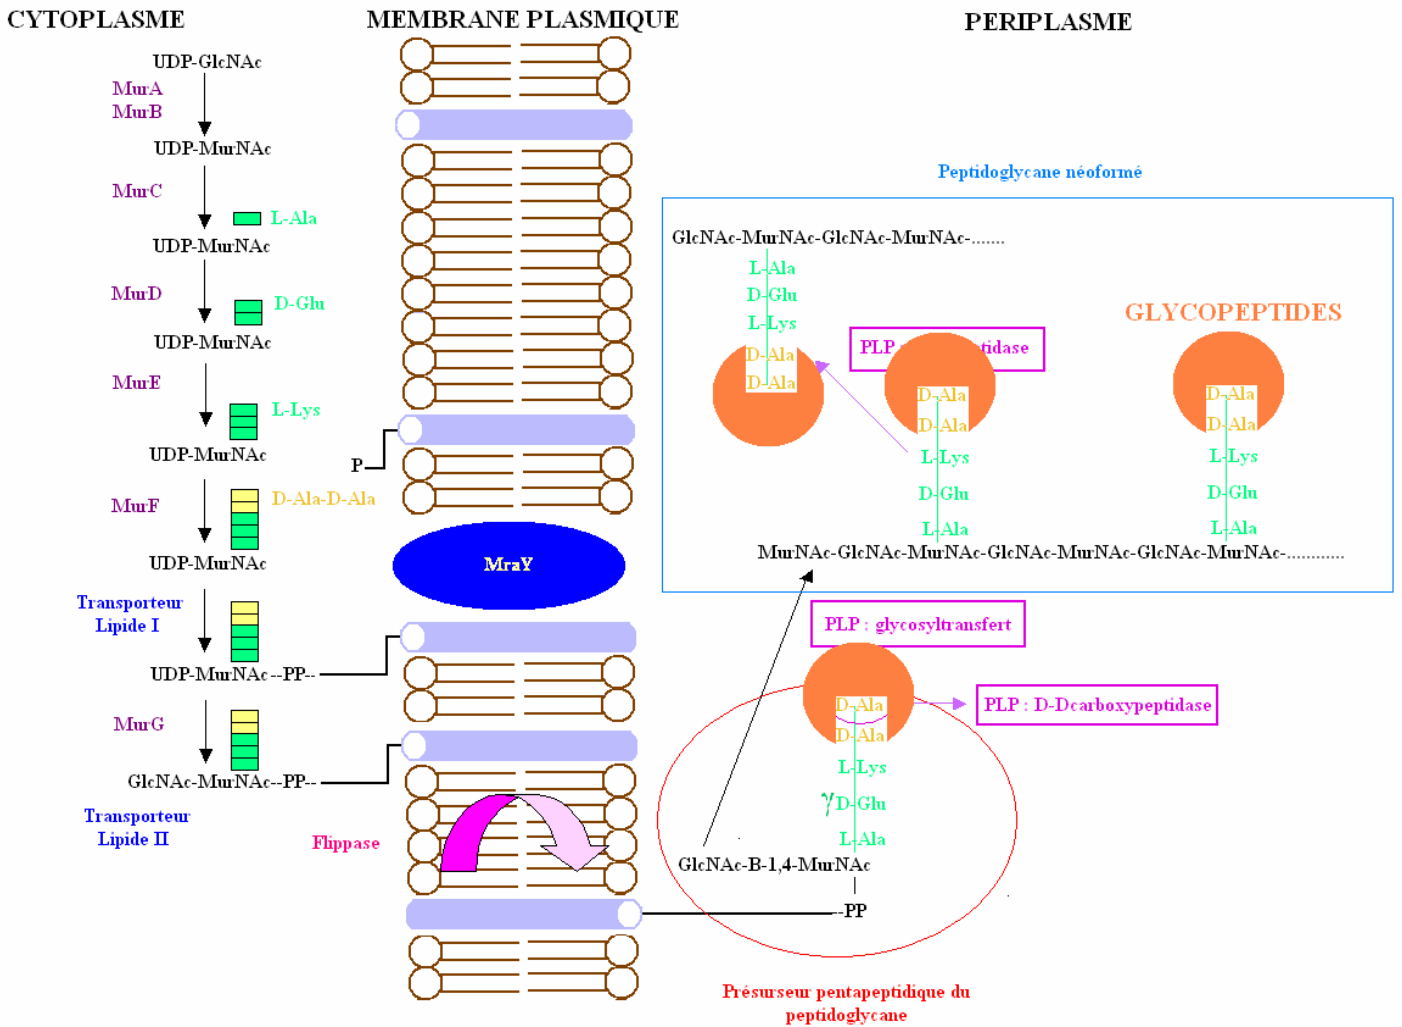 CYTOPLASME
MEMBRANE PLASMIQUE
PERIPLASME
UDP-GlcNAc
MurA
MurB
UDP-MurNAc
MurC
L-Ala
UDP-MurNAc
MurD
D-Glu
UDP-MurNAc
MurE
L-Lys
UDP-MurNAc
P
MurF
D-Ala-D-Ala
UDP-MurNAc
MraY
Transporteur
Lipide I
UDP-MurNAc--PP--
MurG
GlcNAc-MurNAc--PP--
Transporteur
Lipide II
Flippase
Peptidoglycane néoformé
GlcNAc-MurNAc-GlcNAc-MurNAc-.......
L-Ala
D-Glu
L-Lys
D-Ala
D-Ala
GLYCOPEPTIDES
PLP
tidase
D-Ala
D-Ala
L-Lys
D-Glu
L-Ala
D-Ala
D-Ala
L-Lys
D-Glu
L-Ala
MurNAc-GlcNAc-MurNAc-GlcNAc-MurNAc-GlcNAc-MurNAc-............
PLP : glycosyltransfert
PLP : D-Dcarboxypeptidase
D-Ala
D-Ala
L-Lys
γD-Glu
L-Ala
GlcNAc-B-1,4-MurNAc
--PP
Présurseur pentapeptidique du
peptidoglycane